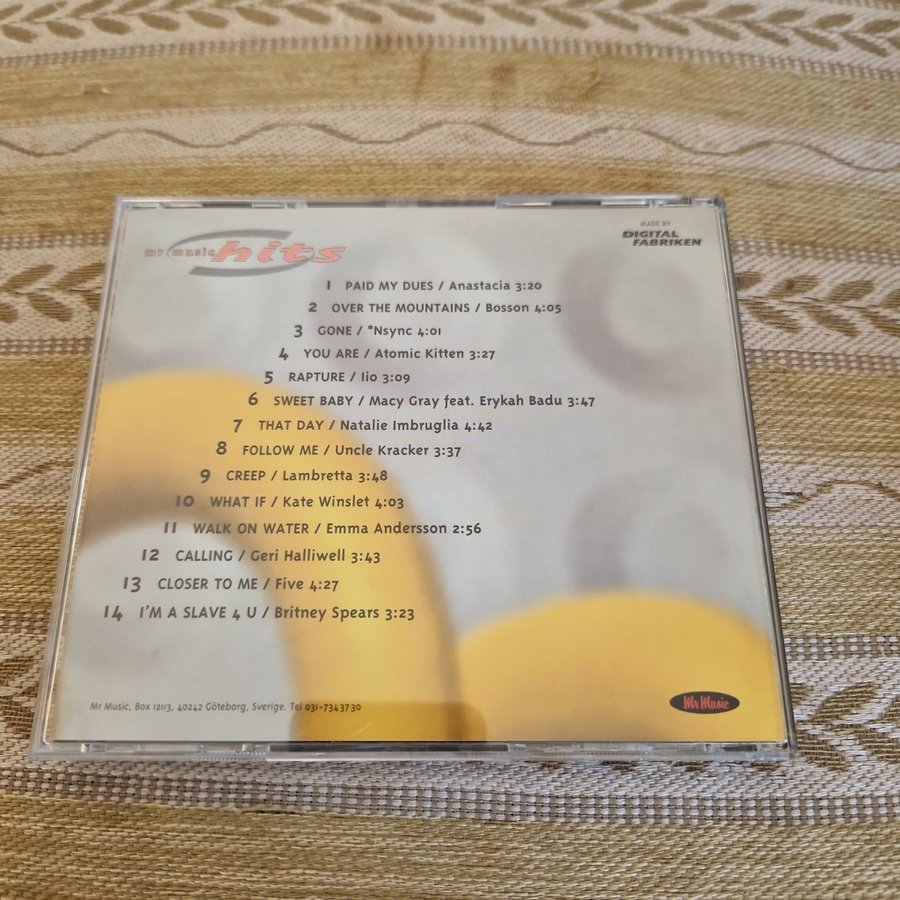 mr music hits
MADE BY
DIGITAL
FABRIKEN
1 PAID MY DUES / Anastacia 3:20
2 OVER THE MOUNTAINS / Bosson 4:05
3 GONE / *Nsync 4:01
4 YOU ARE / Atomic Kitten 3:27
5 RAPTURE / Iio 3:09
6 SWEET BABY / Macy Gray feat. Erykah Badu 3:47
7 THAT DAY / Natalie Imbruglia 4:42
8 FOLLOW ME / Uncle Kracker 3:37
9 CREEP / Lambretta 3:48
10 WHAT IF / Kate Winslet 4:03
11 WALK ON WATER / Emma Andersson 2:56
12 CALLING / Geri Halliwell 3:43
13 CLOSER TO ME / Five 4:27
14 I'M A SLAVE 4 U / Britney Spears 3:23
Mr Music, Box 12113, 40242 Göteborg, Sverige. Tel 031-7343730
Mr Music